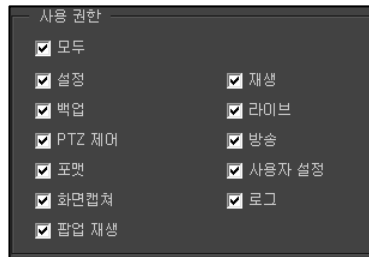 사용 권한
모두
설정 재생
백업 라이브
PTZ 제어 방송
포맷 사용자 설정
화면캡쳐 로그
팝업 재생